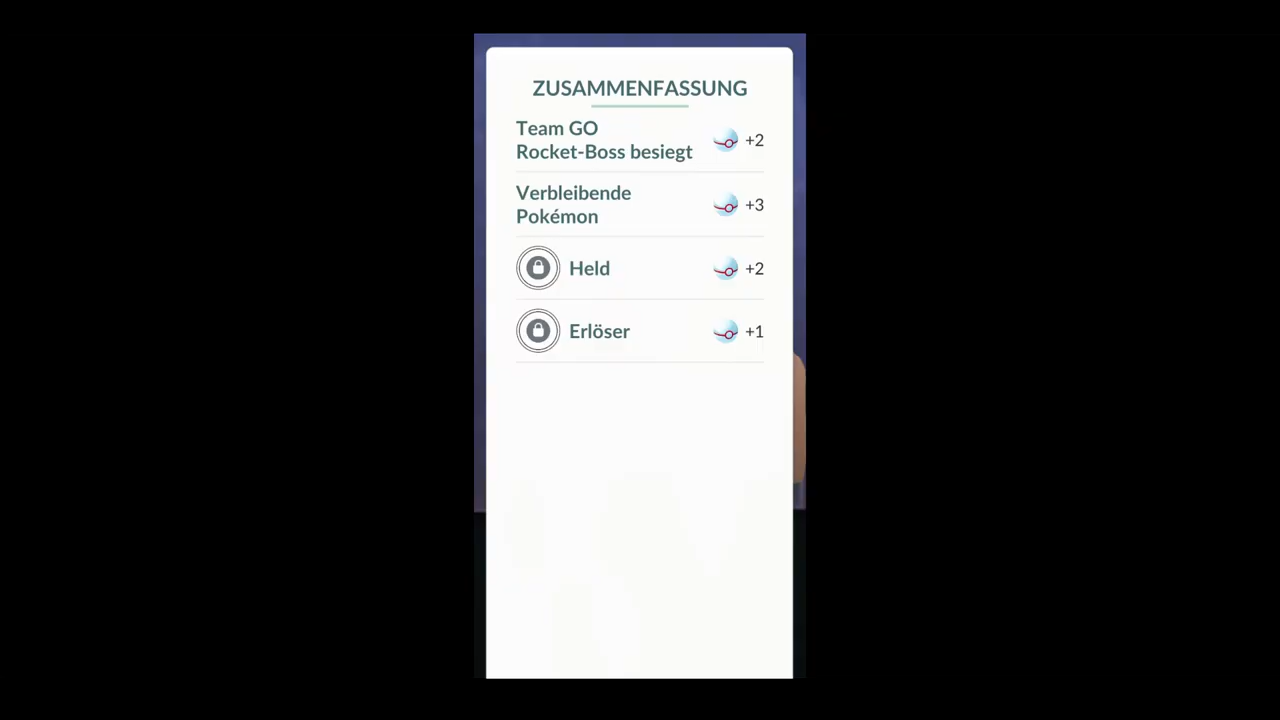 ZUSAMMENFASSUNG
Team GO
Rocket-Boss besiegt
+2
Verbleibende
Pokémon
+3
Held +2
Erlöser +1